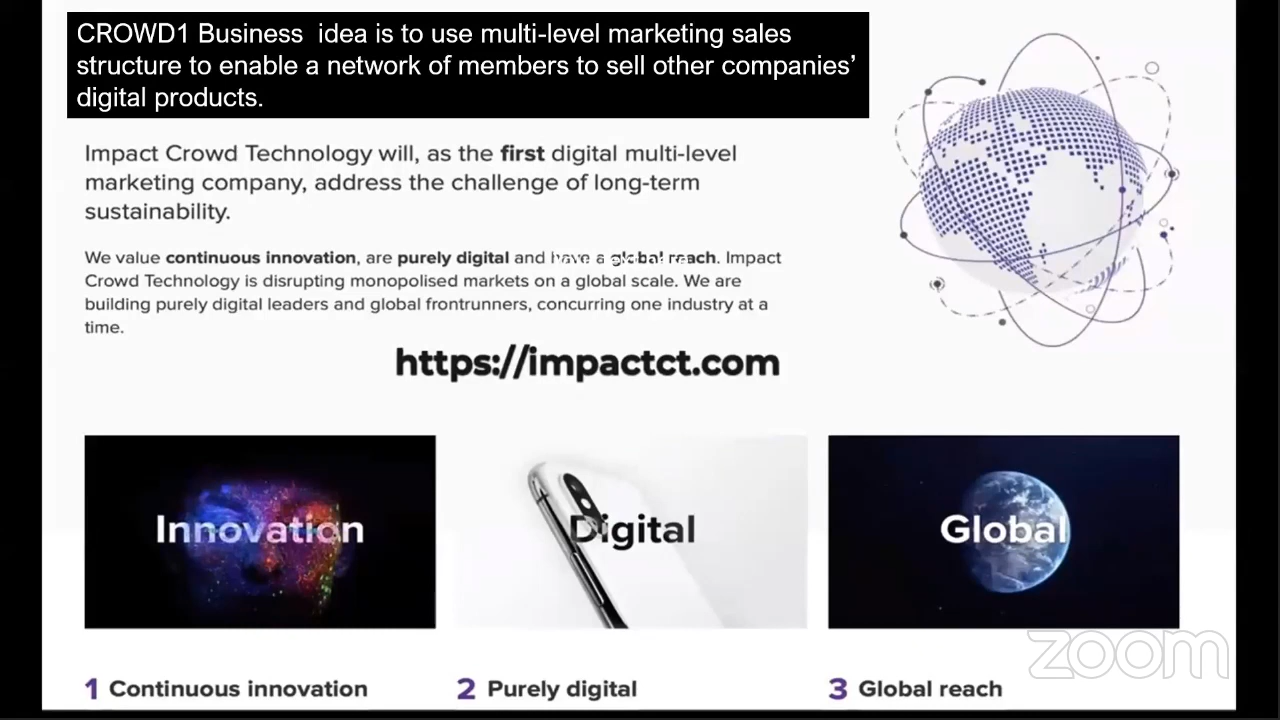 CROWD1 Business idea is to use multi-level marketing sales
structure to enable a network of members to sell other companies’
digital products.
Impact Crowd Technology will, as the first digital multi-level
marketing company, address the challenge of long-term
sustainability.
We value continuous innovation, are purely digital and have a global reach. Impact
Crowd Technology is disrupting monopolised markets on a global scale. We are
building purely digital leaders and global frontrunners, concurring one industry at a
time.
https://impactct.com
Innovation
Digital
Global
zoom
1 Continuous innovation
2 Purely digital
3 Global reach